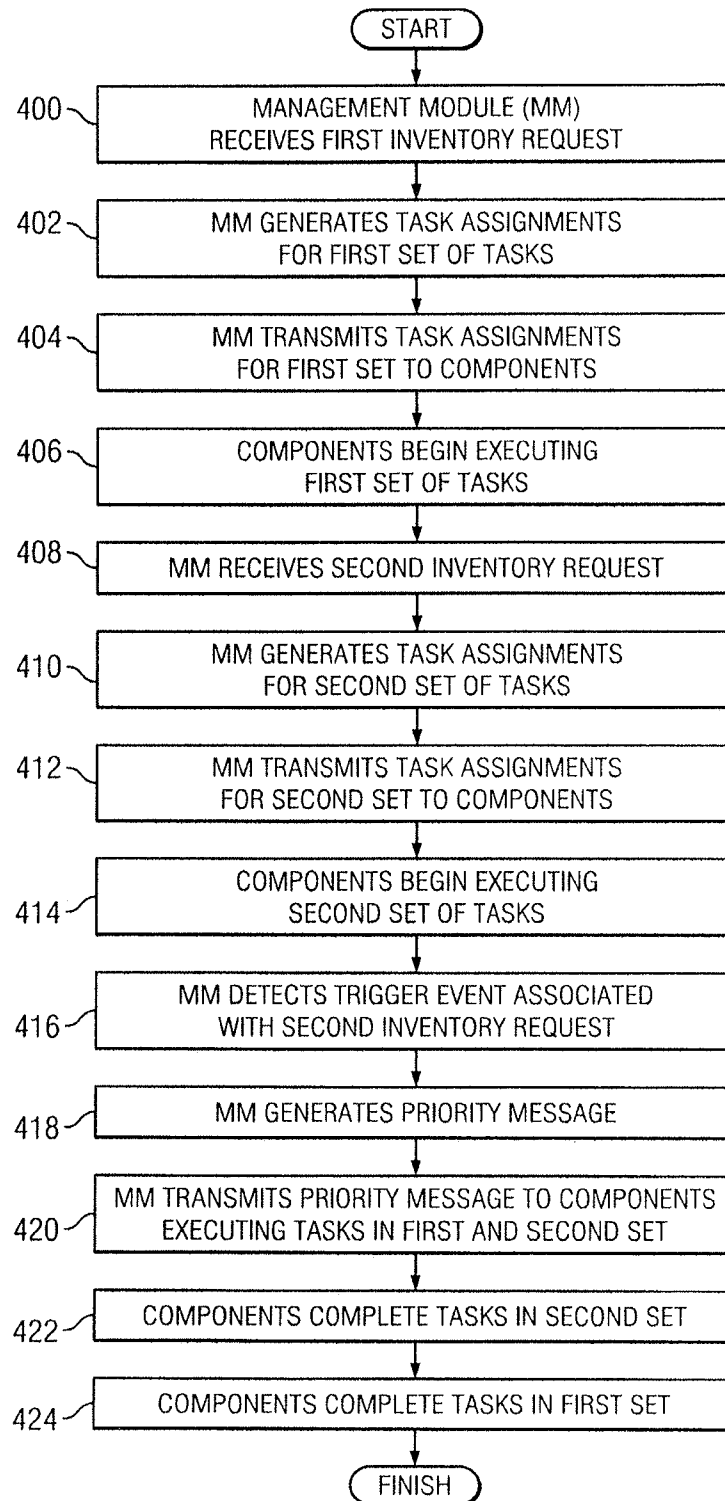 START
400
MANAGEMENT MODULE (MM)
RECEIVES FIRST INVENTORY REQUEST
402
MM GENERATES TASK ASSIGNMENTS
FOR FIRST SET OF TASKS
404
MM TRANSMITS TASK ASSIGNMENTS
FOR FIRST SET TO COMPONENTS
406
COMPONENTS BEGIN EXECUTING
FIRST SET OF TASKS
408
MM RECEIVES SECOND INVENTORY REQUEST
410
MM GENERATES TASK ASSIGNMENTS
FOR SECOND SET OF TASKS
412
MM TRANSMITS TASK ASSIGNMENTS
FOR SECOND SET TO COMPONENTS
414
COMPONENTS BEGIN EXECUTING
SECOND SET OF TASKS
416
MM DETECTS TRIGGER EVENT ASSOCIATED
WITH SECOND INVENTORY REQUEST
418
MM GENERATES PRIORITY MESSAGE
420
MM TRANSMITS PRIORITY MESSAGE TO COMPONENTS
EXECUTING TASKS IN FIRST AND SECOND SET
422
COMPONENTS COMPLETE TASKS IN SECOND SET
424
COMPONENTS COMPLETE TASKS IN FIRST SET
FINISH